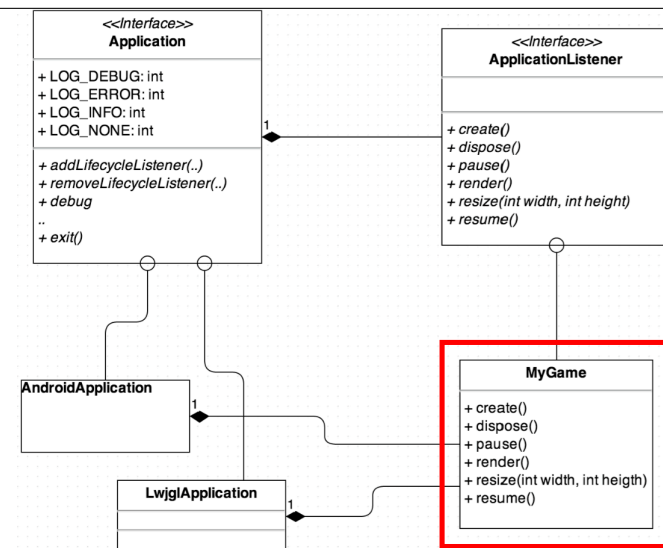 <<Interface>>
Application
+ LOG_DEBUG: int
+ LOG_ERROR: int
+ LOG_INFO: int
+ LOG_NONE: int
+ addLifecycleListener(..)
+ removeLifecycleListener(..)
+ debug
..
+ exit()
1
<<Interface>>
ApplicationListener
+ create()
+ dispose()
+ pause()
+ render()
+ resize(int width, int height)
+ resume()
AndroidApplication
1
LwjglApplication
1
MyGame
+ create()
+ dispose()
+ pause()
+ render()
+ resize(int width, int heigth)
+ resume()